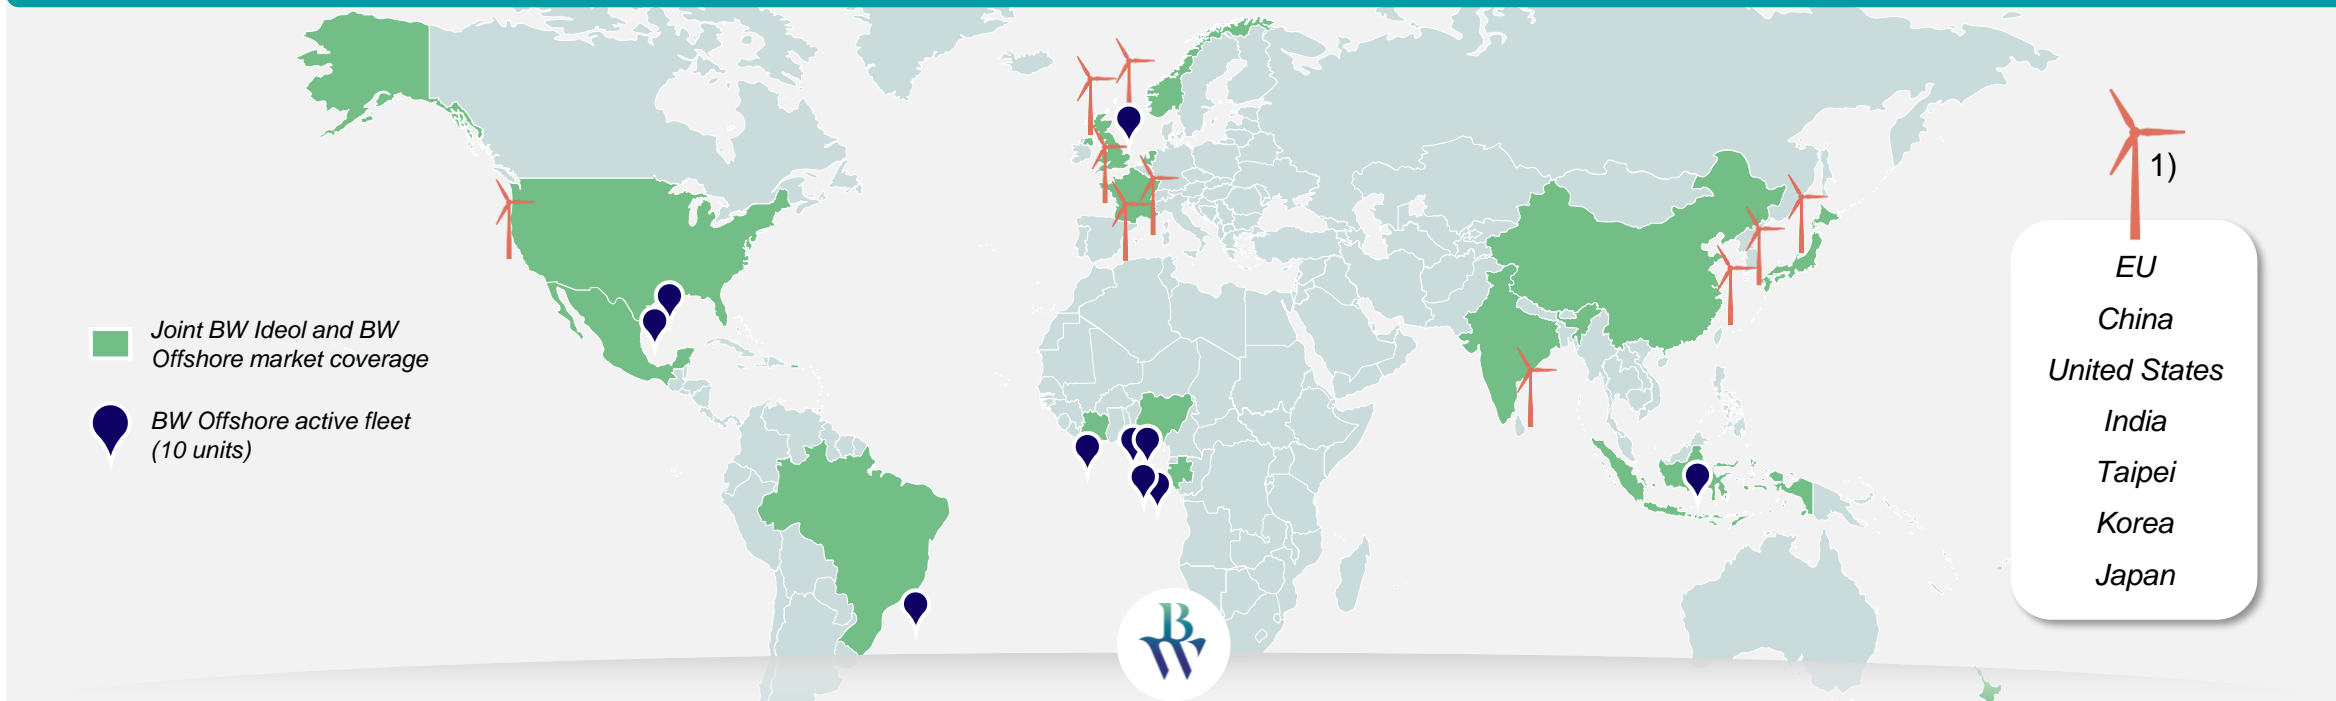 Joint BW Ideol and BW
Offshore market coverage
BW Offshore active fleet
(10 units)
BW
1)
EU
China
United States
India
Taipei
Korea
Japan